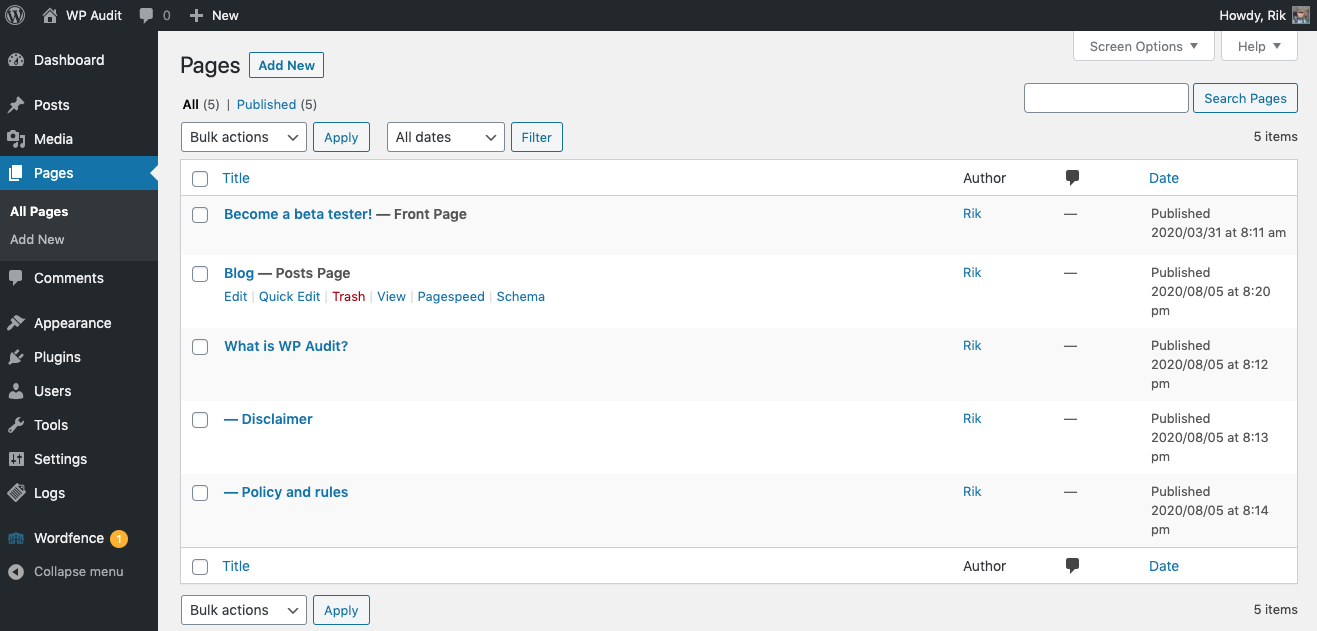 WP Audit 0 New Howdy, Rik
Dashboard
Posts
Media
Pages
All Pages
Add New
Comments
Appearance
Plugins
Users
Tools
Settings
Logs
Wordfence 1
Collapse menu
Screen Options Help
Pages Add New
All (5) | Published (5)
Search Pages
Bulk actions Apply All dates Filter 5 items
Title Author Date
Become a beta tester! — Front Page Rik — Published
2020/03/31 at 8:11 am
Blog — Posts Page Rik — Published
Edit | Quick Edit | Trash | View | Pagespeed | Schema 2020/08/05 at 8:20
pm
What is WP Audit? Rik — Published
2020/08/05 at 8:12
pm
— Disclaimer Rik — Published
2020/08/05 at 8:13
pm
— Policy and rules Rik — Published
2020/08/05 at 8:14
pm
Title Author Date
Bulk actions Apply 5 items